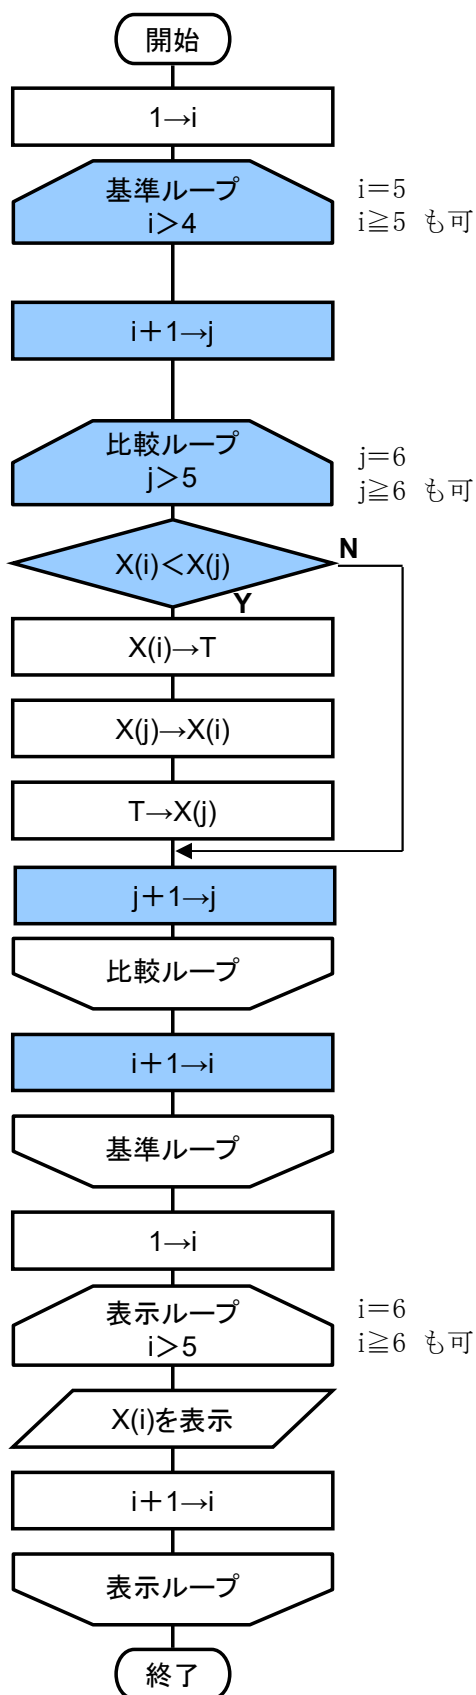 開始
1→i
基準ループ
i＞4
i＝5
i≧5 も可
i＋1→j
比較ループ
j＞5
j＝6
j≧6 も可
X(i)＜X(j)
N
Y
X(i)→T
X(j)→X(i)
T→X(j)
j＋1→j
比較ループ
i＋1→i
基準ループ
1→i
表示ループ
i＞5
i＝6
i≧6 も可
X(i)を表示
i＋1→i
表示ループ
終了